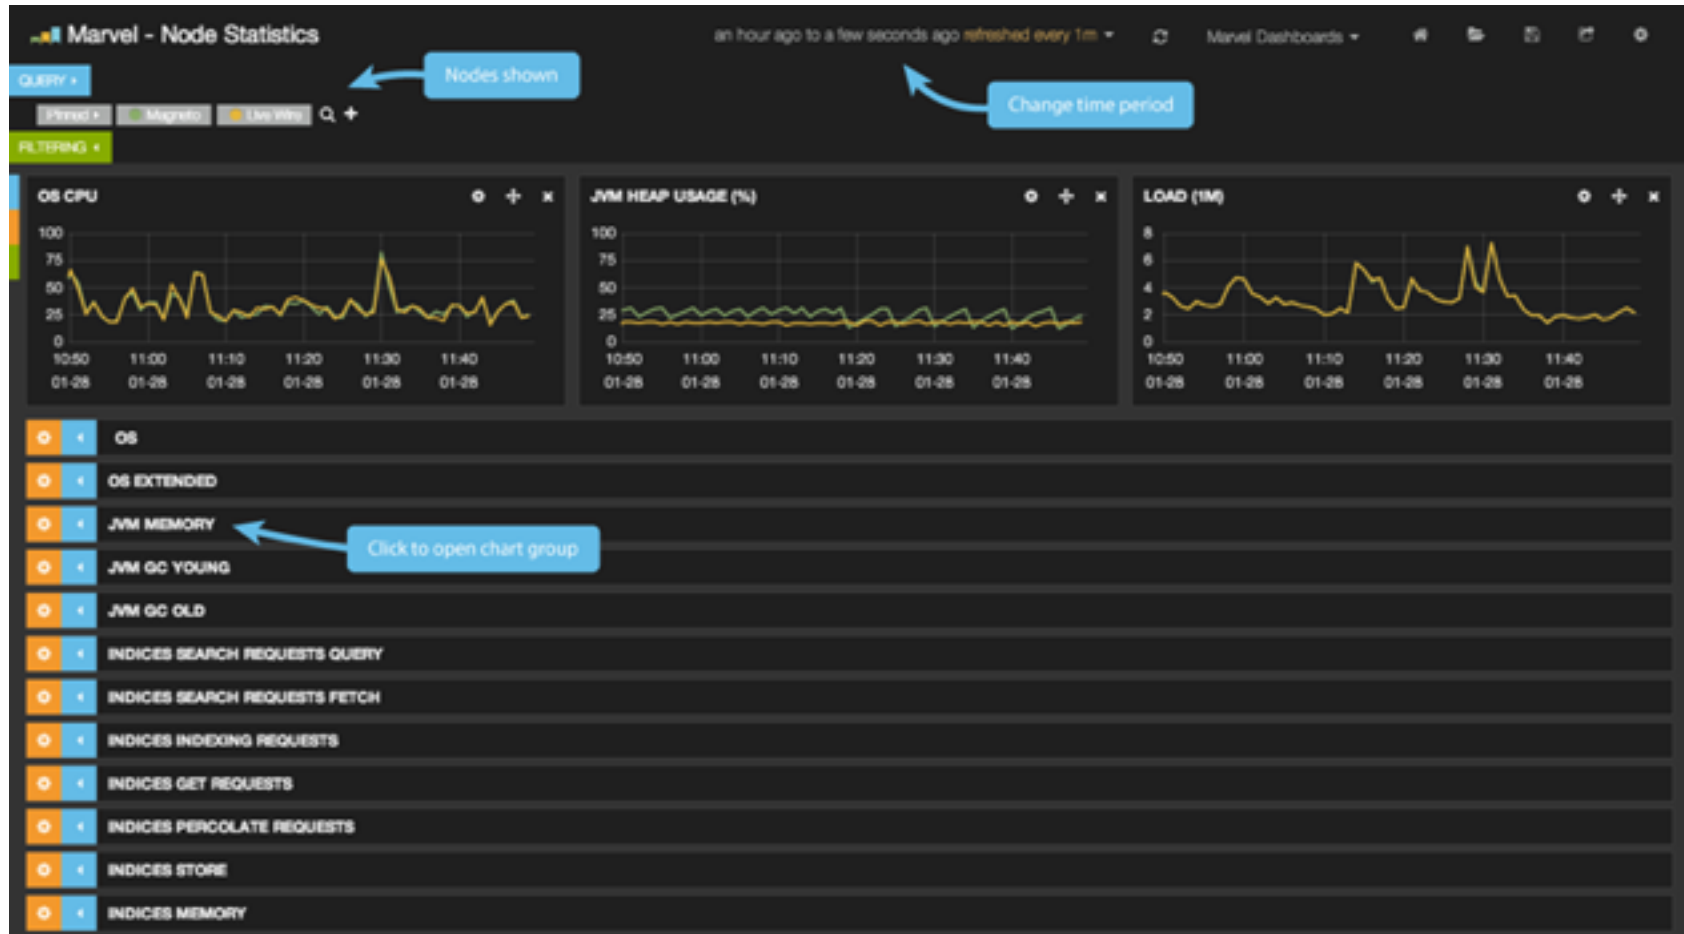 Marvel - Node Statistics
an hour ago to a few seconds ago refreshed every 1m
Marvel Dashboards
QUERY
Nodes shown
Change time period
Pinned
Magneto
Live Wire
FILTERING
OS CPU
100
75
50
25
0
10:50 11:00 11:10 11:20 11:30 11:40
01-28 01-28 01-28 01-28 01-28 01-28
JVM HEAP USAGE (%)
100
75
50
25
0
10:50 11:00 11:10 11:20 11:30 11:40
01-28 01-28 01-28 01-28 01-28 01-28
LOAD (1M)
8
6
4
2
0
10:50 11:00 11:10 11:20 11:30 11:40
01-28 01-28 01-28 01-28 01-28 01-28
OS
OS EXTENDED
JVM MEMORY
Click to open chart group
JVM GC YOUNG
JVM GC OLD
INDICES SEARCH REQUESTS QUERY
INDICES SEARCH REQUESTS FETCH
INDICES INDEXING REQUESTS
INDICES GET REQUESTS
INDICES PERCOLATE REQUESTS
INDICES STORE
INDICES MEMORY